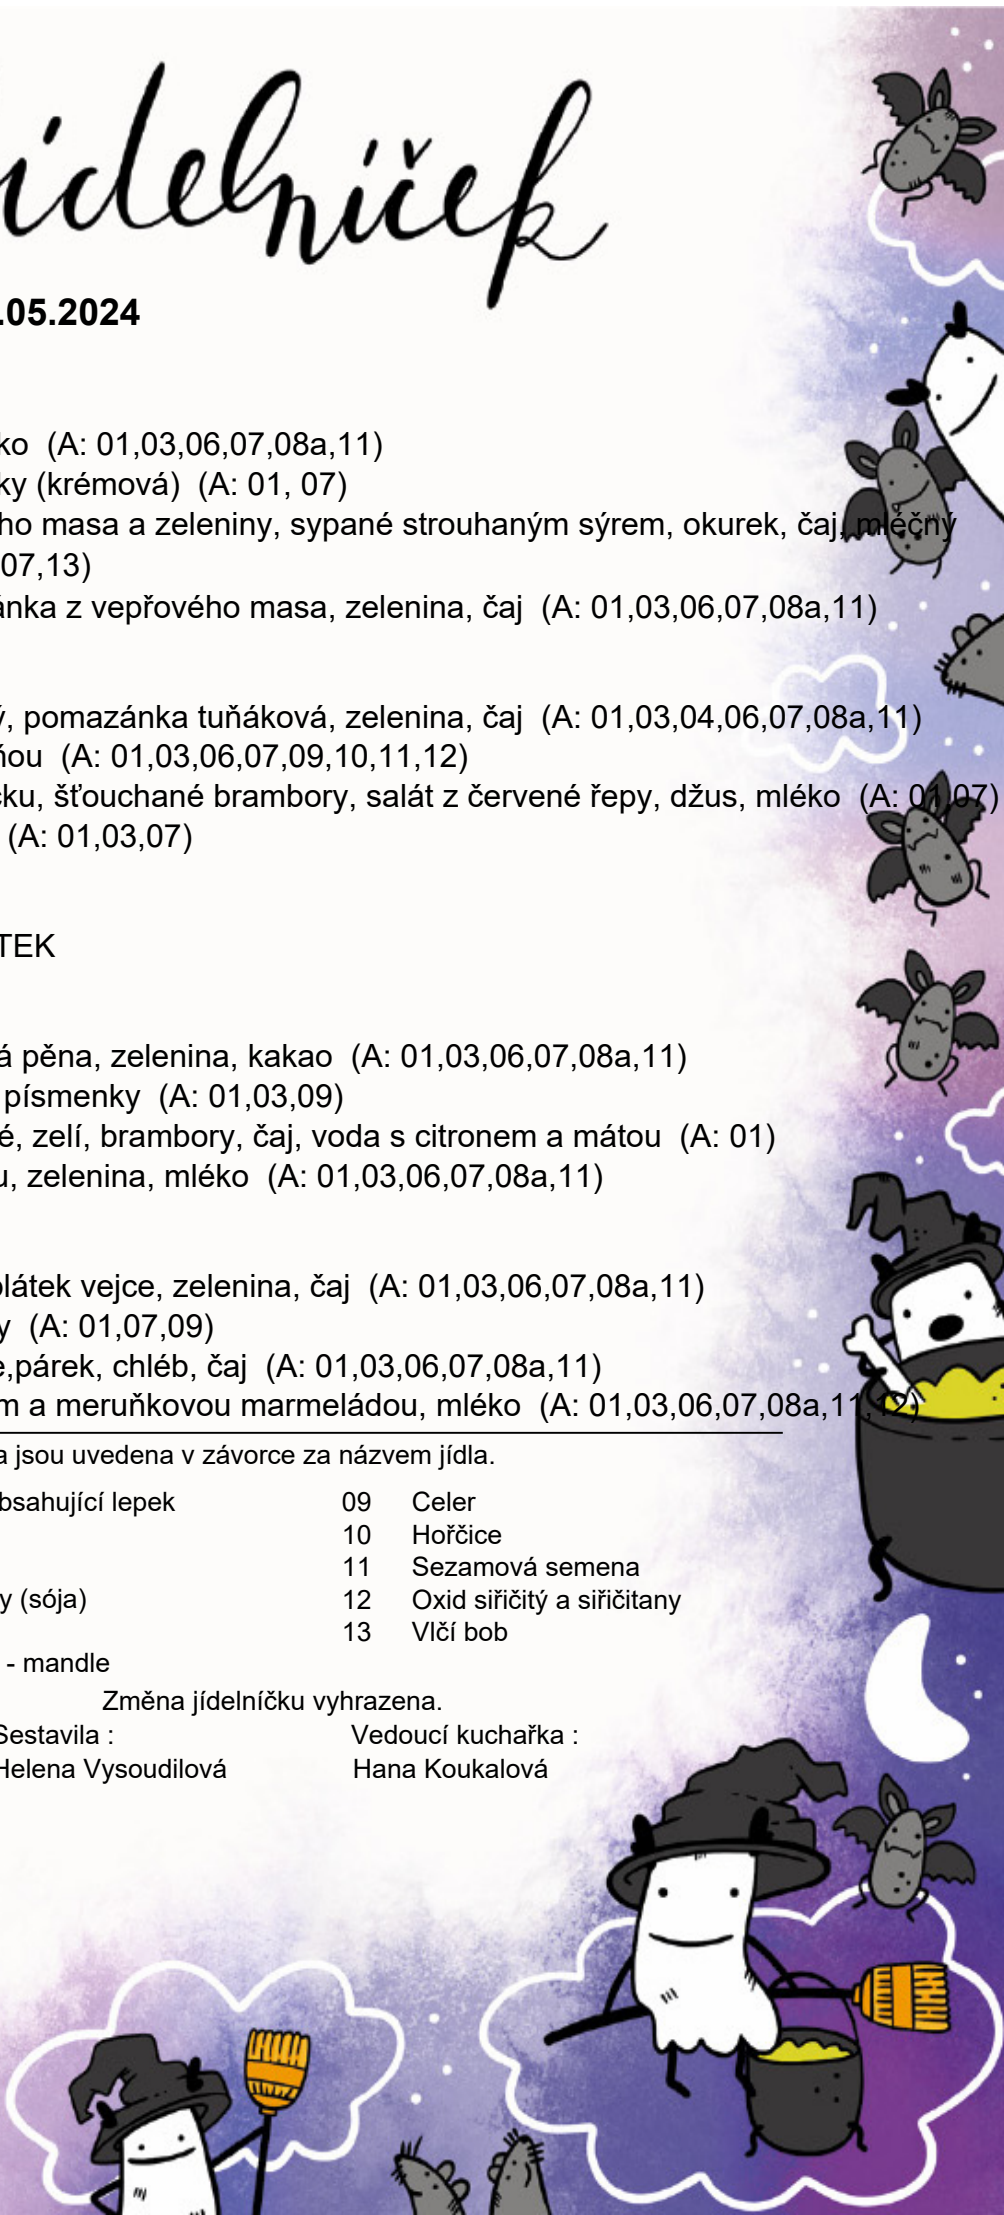 ídelníček
.05.2024
ko (A: 01,03,06,07,08a,11)
ky (krémová) (A: 01, 07)
ho masa a zeleniny, sypané strouhaným sýrem, okurek, čaj, mléčný
07,13)
ánka z vepřového masa, zelenina, čaj (A: 01,03,06,07,08a,11)
ý, pomazánka tuňáková, zelenina, čaj (A: 01,03,04,06,07,08a,11)
ňou (A: 01,03,06,07,09,10,11,12)
čku, šťouchané brambory, salát z červené řepy, džus, mléko (A: 01,07)
(A: 01,03,07)
TEK
á pěna, zelenina, kakao (A: 01,03,06,07,08a,11)
písmenky (A: 01,03,09)
é, zelí, brambory, čaj, voda s citronem a mátou (A: 01)
u, zelenina, mléko (A: 01,03,06,07,08a,11)
plátek vejce, zelenina, čaj (A: 01,03,06,07,08a,11)
y (A: 01,07,09)
e,párek, chléb, čaj (A: 01,03,06,07,08a,11)
m a meruňkovou marmeládou, mléko (A: 01,03,06,07,08a,11,12)
a jsou uvedena v závorce za názvem jídla.
bsahující lepek 09 Celer
10 Hořčice
11 Sezamová semena
y (sója) 12 Oxid siřičitý a siřičitany
13 Vlčí bob
- mandle
Změna jídelníčku vyhrazena.
Sestavila : Vedoucí kuchařka :
Helena Vysoudilová Hana Koukalová